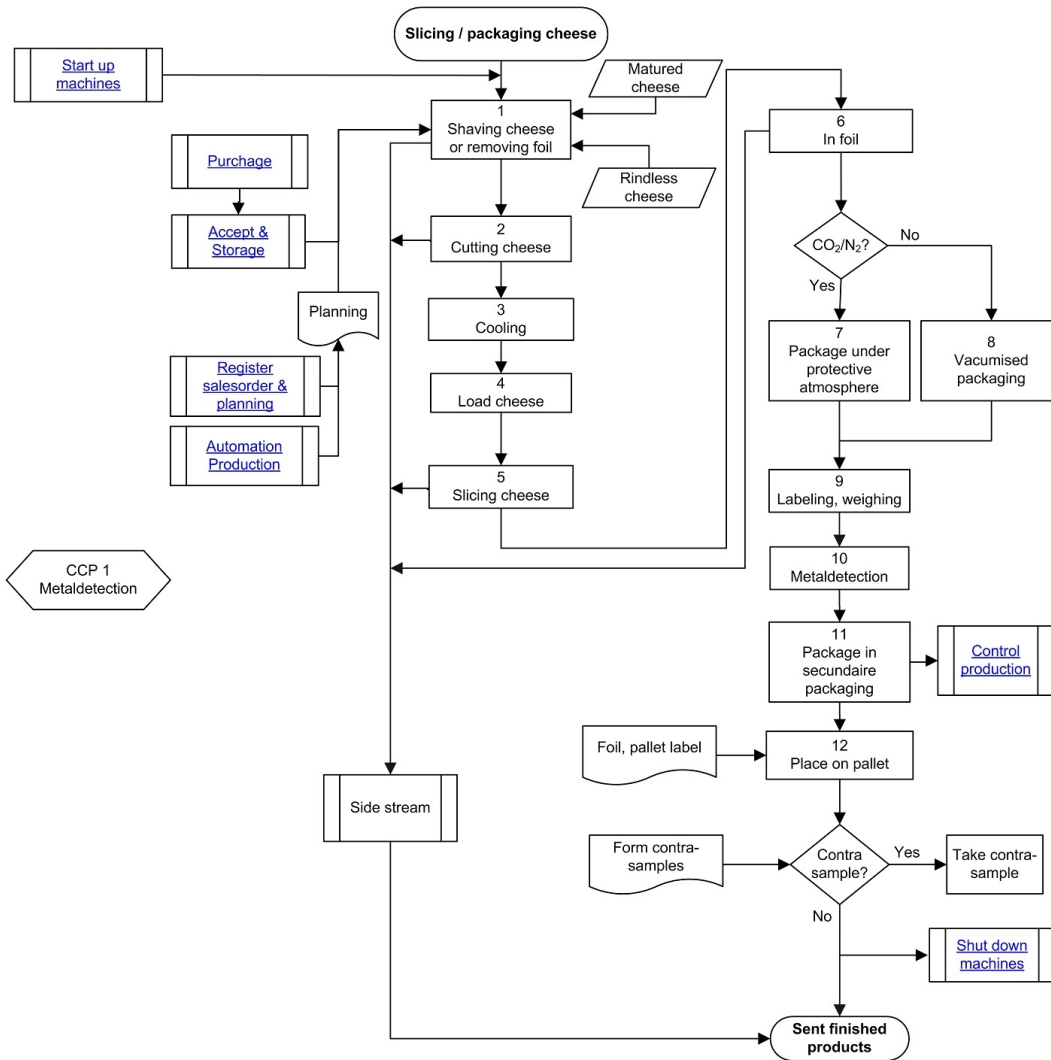 Slicing / packaging cheese
Start up
machines
Matured
cheese
1
Shaving cheese
or removing foil
6
In foil
Purchage
Rindless
cheese
Accept &
Storage
2
Cutting cheese
CO₂/N₂?
No
Yes
Planning
3
Cooling
7
Package under
protective
atmosphere
8
Vacumised
packaging
Register
salesorder &
planning
4
Load cheese
Automation
Production
5
Slicing cheese
9
Labeling, weighing
CCP 1
Metaldetection
10
Metaldetection
11
Package in
secundaire
packaging
Control
production
Foil, pallet label
12
Place on pallet
Side stream
Form contra-
samples
Contra
sample?
Yes
Take contra-
sample
No
Shut down
machines
Sent finished
products